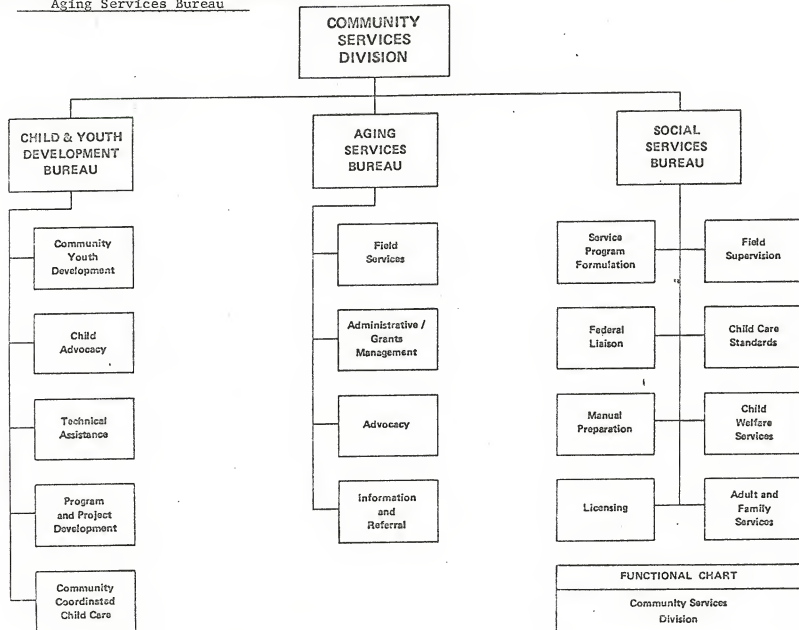 Aging Services Bureau
COMMUNITY
SERVICES
DIVISION
CHILD & YOUTH
DEVELOPMENT
BUREAU
AGING
SERVICES
BUREAU
SOCIAL
SERVICES
BUREAU
Community
Youth
Development
Child
Advocacy
Technical
Assistance
Program
and Project
Development
Community
Coordinated
Child Care
Field
Services
Administrative /
Grants
Management
Advocacy
Information
and
Referral
Service
Program
Formulation
Field
Supervision
Federal
Liaison
Child Care
Standards
Manual
Preparation
Child
Welfare
Services
Licensing
Adult and
Family
Services
FUNCTIONAL CHART
Community Services
Division